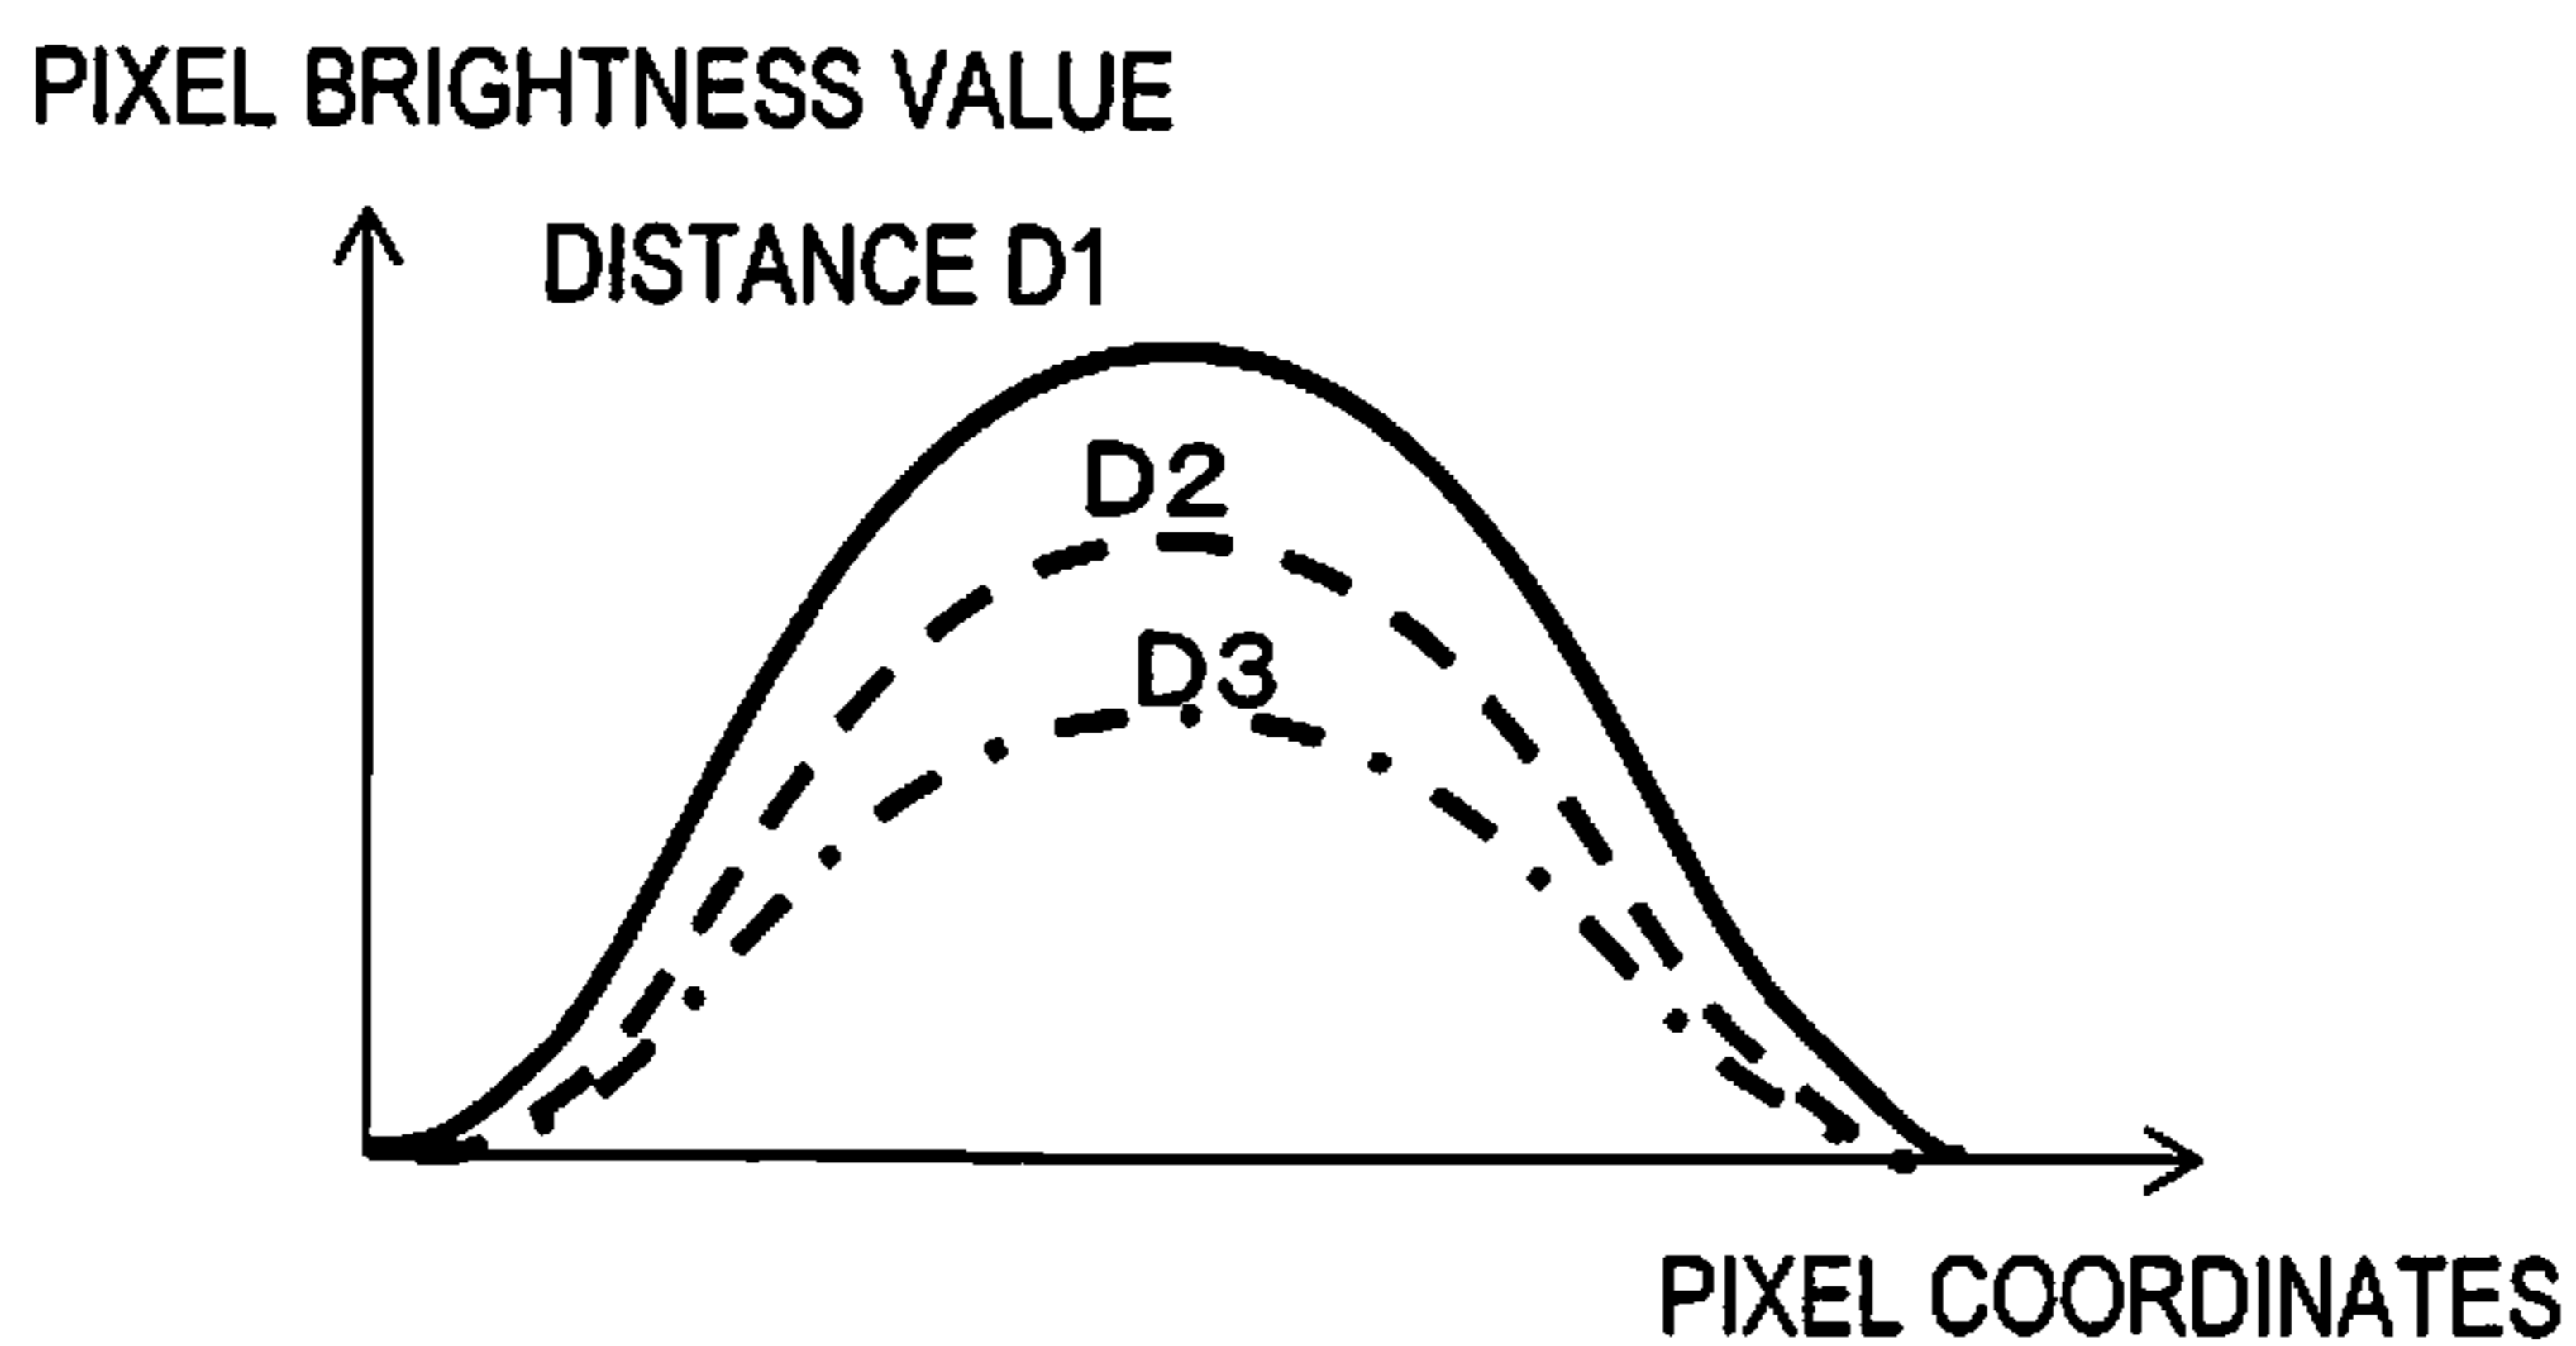 PIXEL BRIGHTNESS VALUE
DISTANCE D1
D2
D3
PIXEL COORDINATES